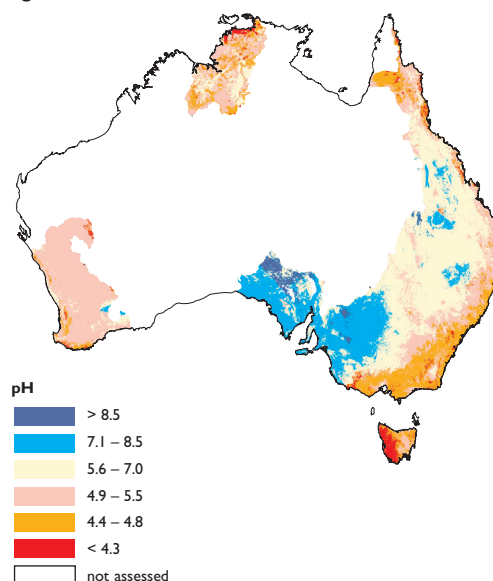 pH
> 8.5
7.1 – 8.5
5.6 – 7.0
4.9 – 5.5
4.4 – 4.8
< 4.3
not assessed